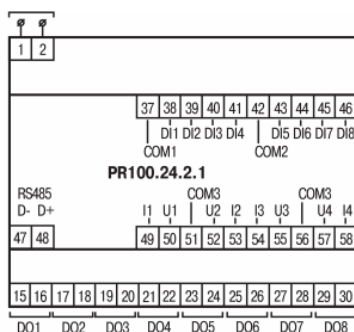 1 2
37 38 39 40 41 42 43 44 45 46
DI1 DI2 DI3 DI4 DI5 DI6 DI7 DI8
COM1 COM2
PR100.24.2.1
RS485 COM3 COM3
D- D+ I1 U1 U2 I2 I3 U3 U4 I4
47 48 49 50 51 52 53 54 55 56 57 58
15 16 17 18 19 20 21 22 23 24 25 26 27 28 29 30
DO1 DO2 DO3 DO4 DO5 DO6 DO7 DO8